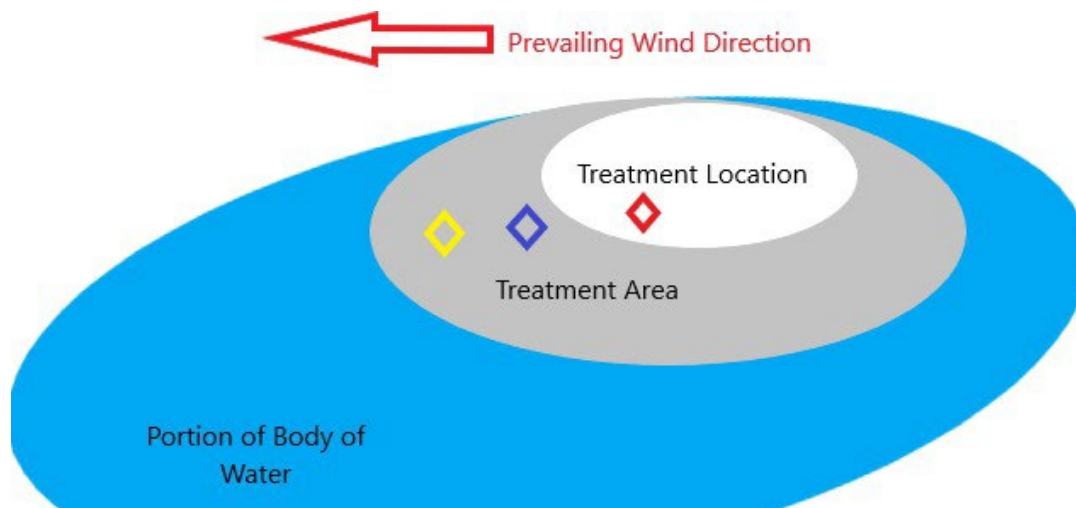 Prevailing Wind Direction
Treatment Location
Treatment Area
Portion of Body of
Water